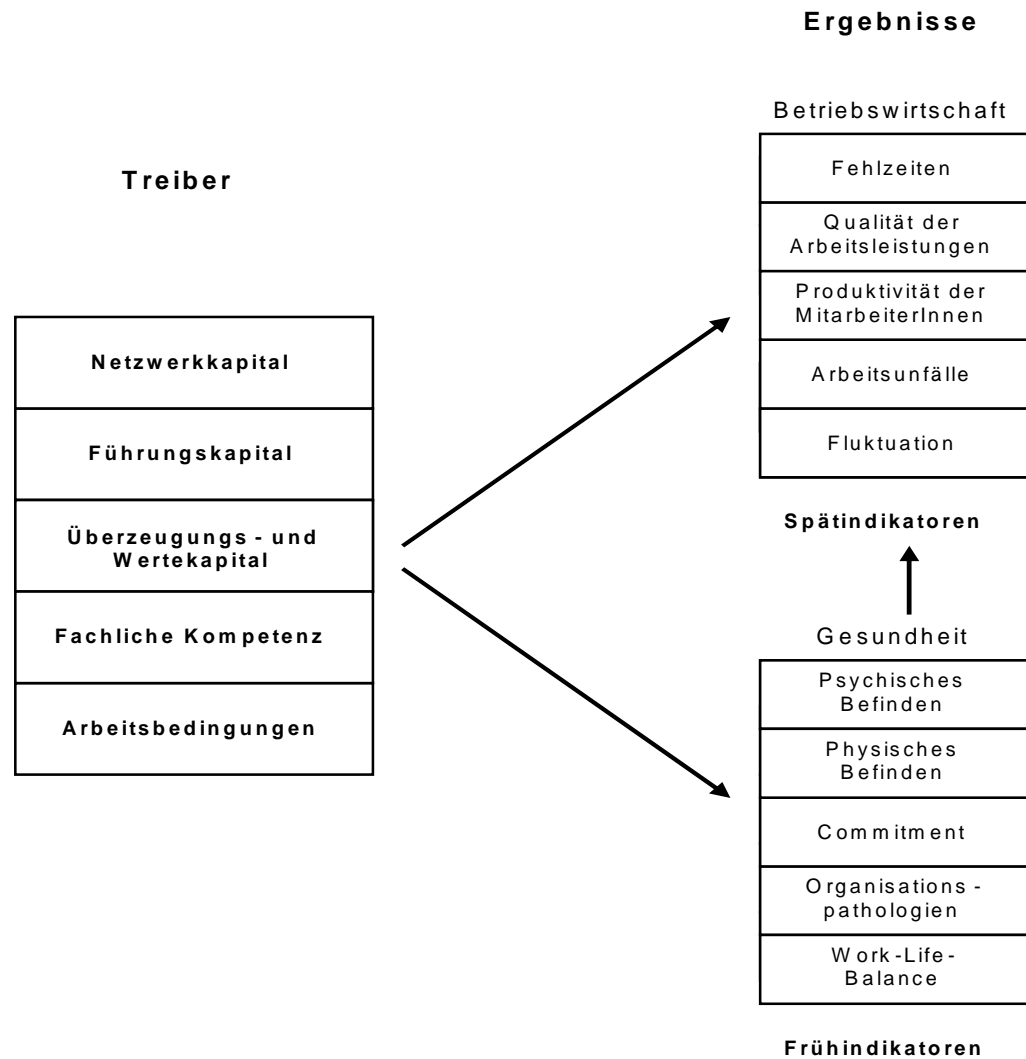 Ergebnisse
Betriebswirtschaft
Treiber
Fehlzeiten
Qualität der
Arbeitsleistungen
Produktivität der
MitarbeiterInnen
Arbeitsunfälle
Fluktuation
Spätindikatoren
Netzwerkkapital
Führungskapital
Überzeugungs - und
Wertekapital
Fachliche Kompetenz
Arbeitsbedingungen
Gesundheit
Psychisches
Befinden
Physisches
Befinden
Commitment
Organisations -
pathologien
Work -Life -
Balance
Frühindikatoren